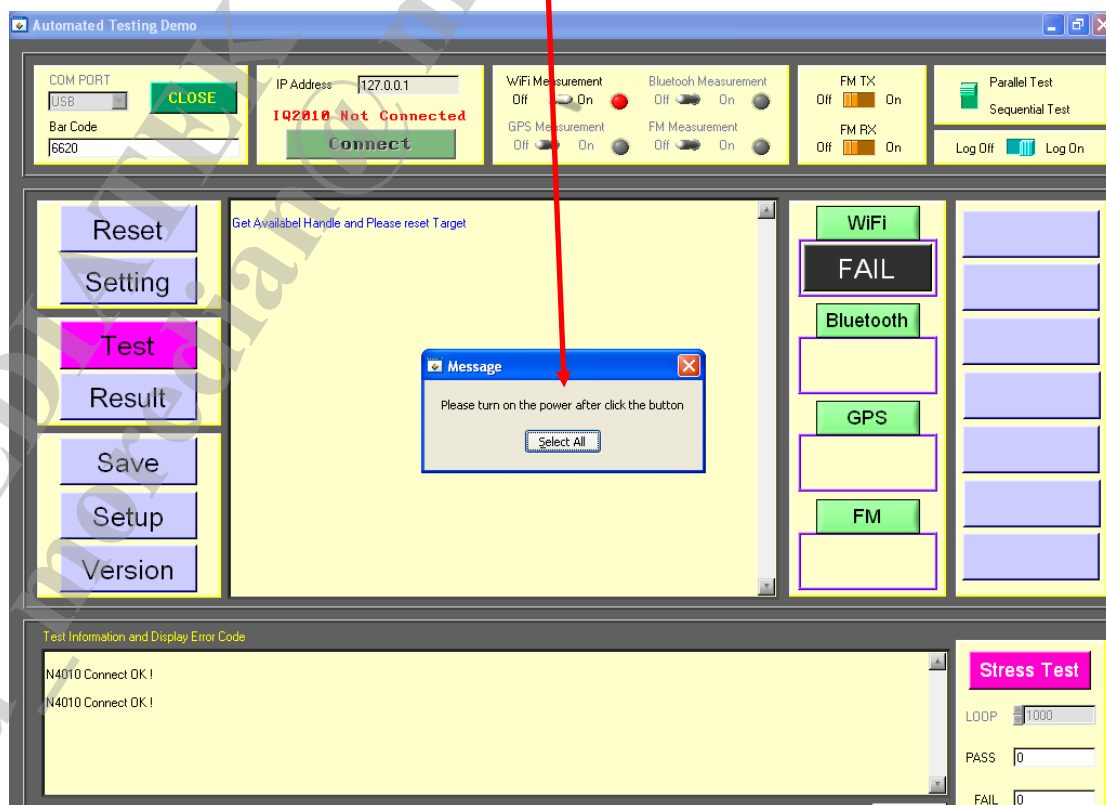 Automated Testing Demo
COM PORT
USB
CLOSE
Bar Code
6620
IP Address 127.0.0.1
IQ2010 Not Connected
Connect
WiFi Measurement
Off On
Bluetooh Measurement
Off On
GPS Measurement
Off On
FM Measurement
Off On
FM TX
Off On
FM RX
Off On
Parallel Test
Sequential Test
Log Off Log On
Reset
Setting
Test
Result
Save
Setup
Version
Get Availabel Handle and Please reset Target
Message
Please turn on the power after click the button
Select All
WiFi
FAIL
Bluetooth
GPS
FM
Test Information and Display Error Code
N4010 Connect OK !
N4010 Connect OK !
Stress Test
LOOP 1000
PASS 0
FAIL 0